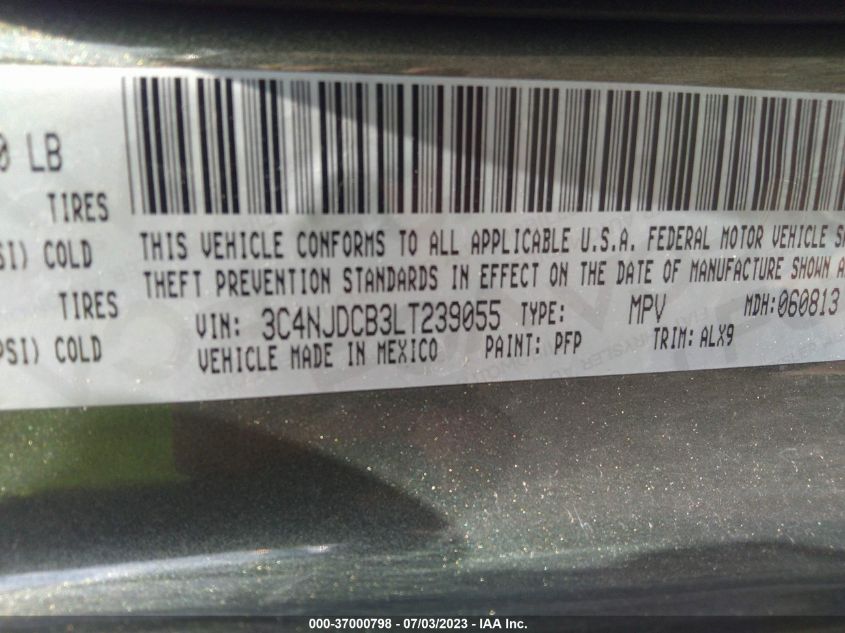 0 LB
TIRES
SI) COLD
TIRES
PSI) COLD
THIS VEHICLE CONFORMS TO ALL APPLICABLE U.S.A. FEDERAL MOTOR VEHICLE SA
THEFT PREVENTION STANDARDS IN EFFECT ON THE DATE OF MANUFACTURE SHOWN A
VIN: 3C4NJDCB3LT239055 TYPE: MPV MDH: 060813
VEHICLE MADE IN MEXICO PAINT: PFP TRIM: ALX9
000-37000798 - 07/03/2023 - IAA Inc.